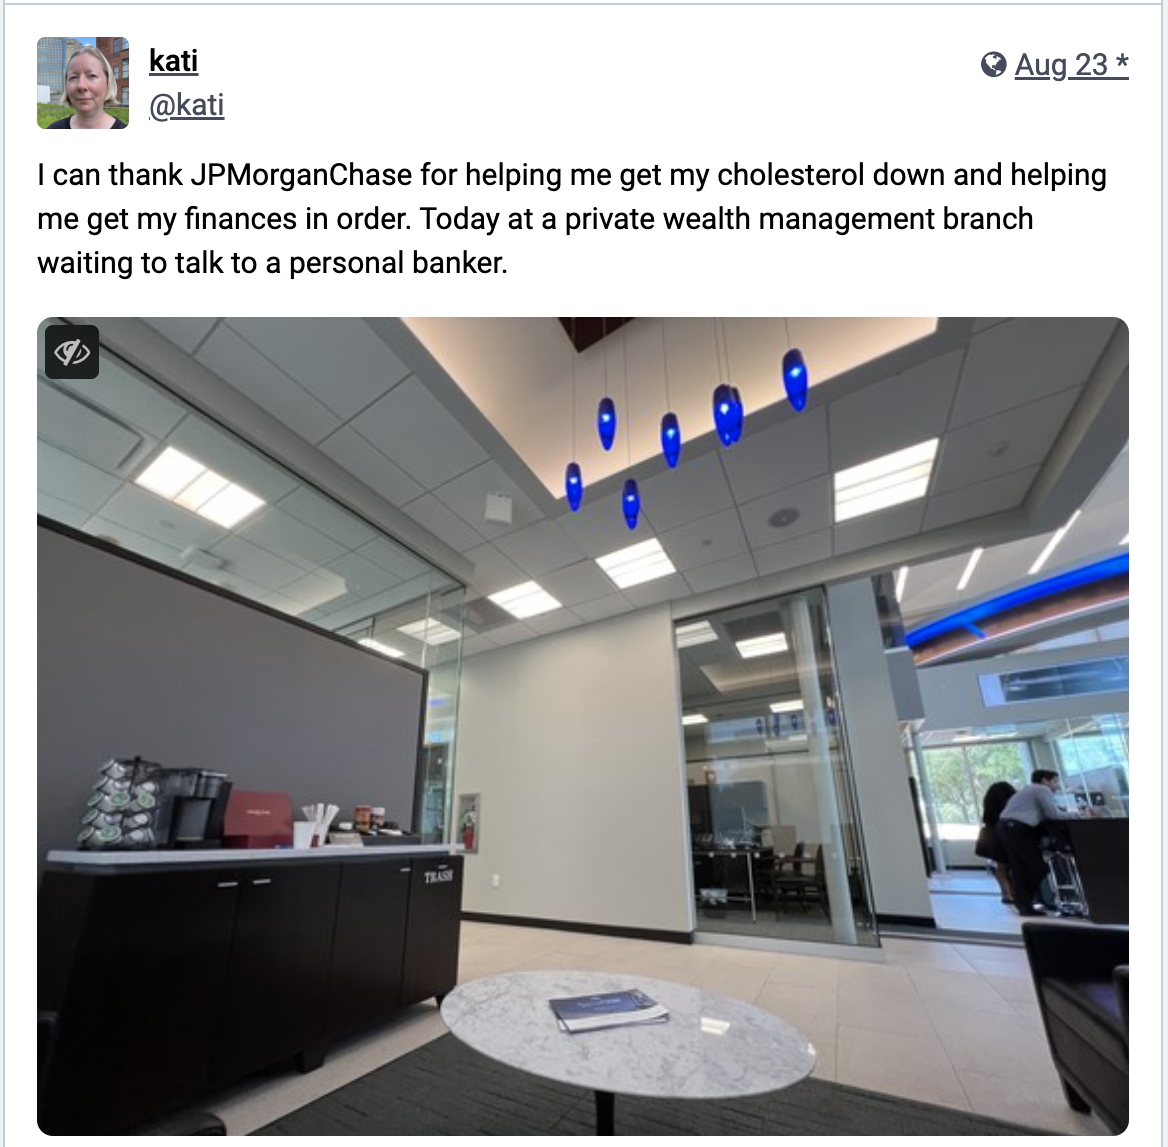 kati
Aug 23 *
@kati
I can thank JPMorganChase for helping me get my cholesterol down and helping
me get my finances in order. Today at a private wealth management branch
waiting to talk to a personal banker.
TRASH